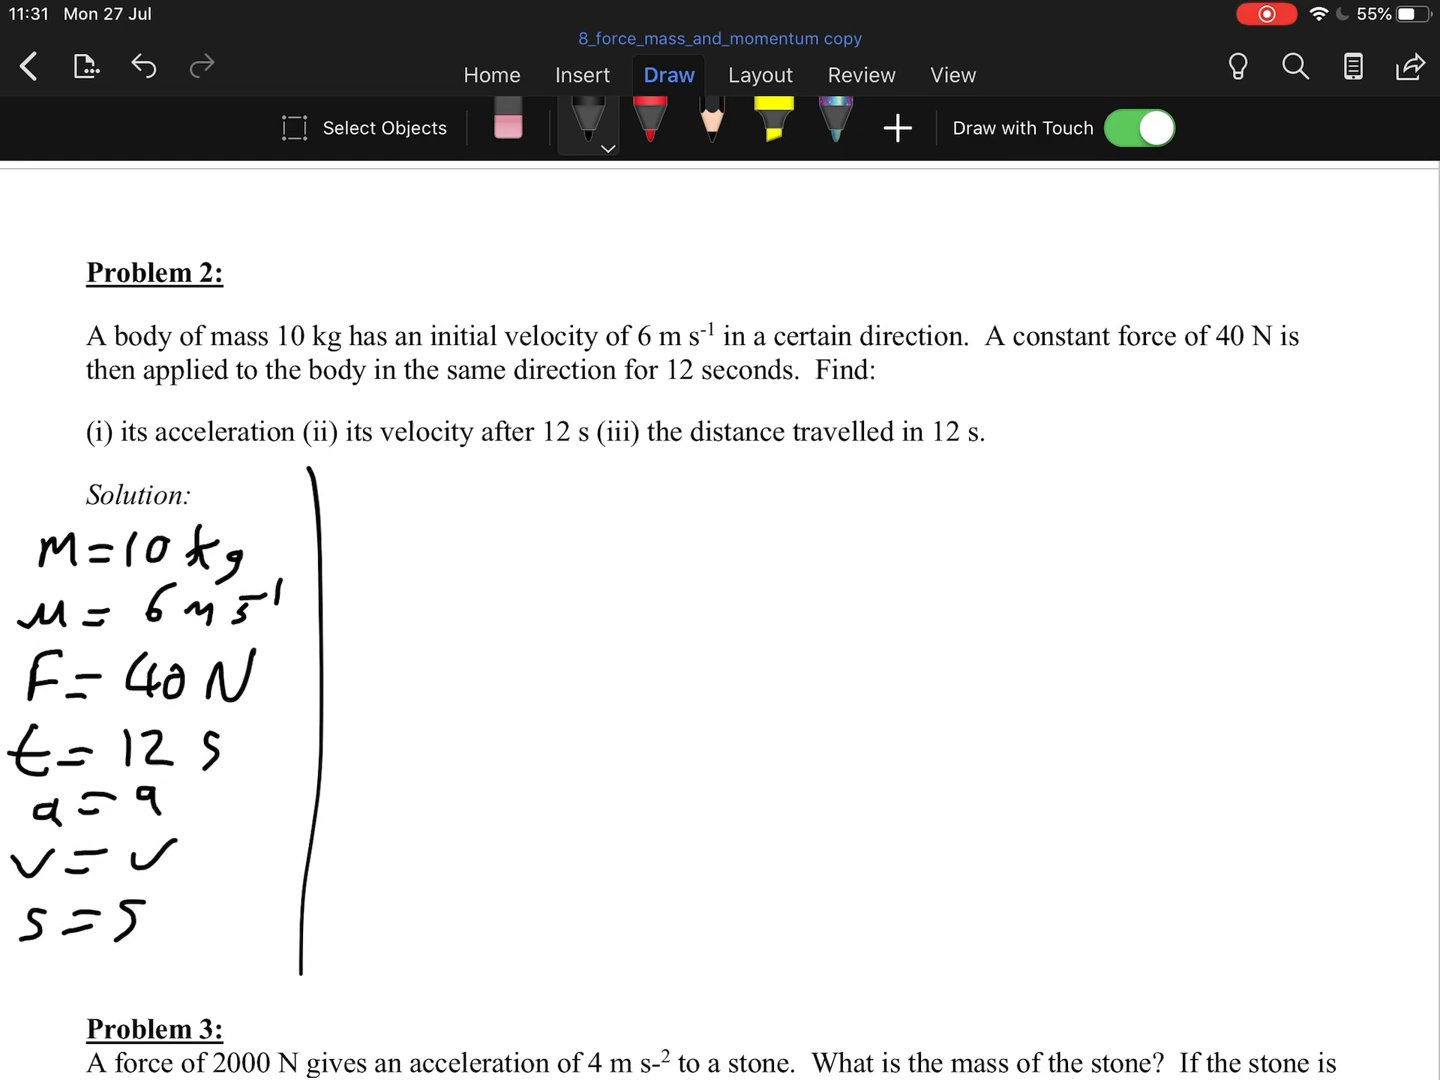 11:31 Mon 27 Jul
55%
8_force_mass_and_momentum copy
Home Insert Draw Layout Review View
Select Objects
Draw with Touch
Problem 2:
A body of mass 10 kg has an initial velocity of 6 m s⁻¹ in a certain direction. A constant force of 40 N is
then applied to the body in the same direction for 12 seconds. Find:
(i) its acceleration (ii) its velocity after 12 s (iii) the distance travelled in 12 s.
Solution:
m=10 kg
u= 6 m s⁻¹
F= 40 N
t= 12 s
a=a
v=v
s=s
Problem 3:
A force of 2000 N gives an acceleration of 4 m s-² to a stone. What is the mass of the stone? If the stone is